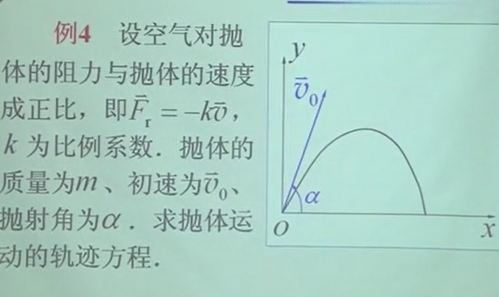 例4 设空气对抛
体的阻力与抛体的速度
成正比，即F̄ᵣ = −kv̄，
k 为比例系数．抛体的
质量为m、初速为v̄₀、
抛射角为α．求抛体运
动的轨迹方程．
y
v̄₀
α
O
x